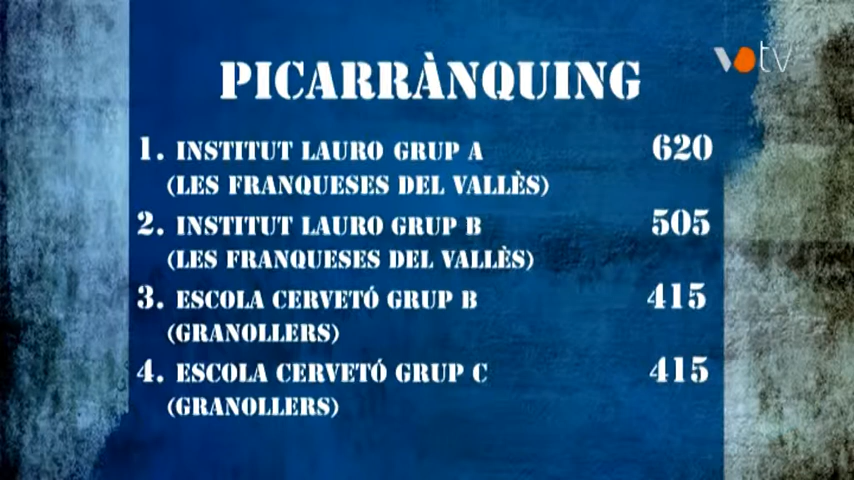 PICARRÀNQUING
votv
1. INSTITUT LAURO GRUP A 620
(LES FRANQUESES DEL VALLÈS)
2. INSTITUT LAURO GRUP B 505
(LES FRANQUESES DEL VALLÈS)
3. ESCOLA CERVETÓ GRUP B 415
(GRANOLLERS)
4. ESCOLA CERVETÓ GRUP C 415
(GRANOLLERS)